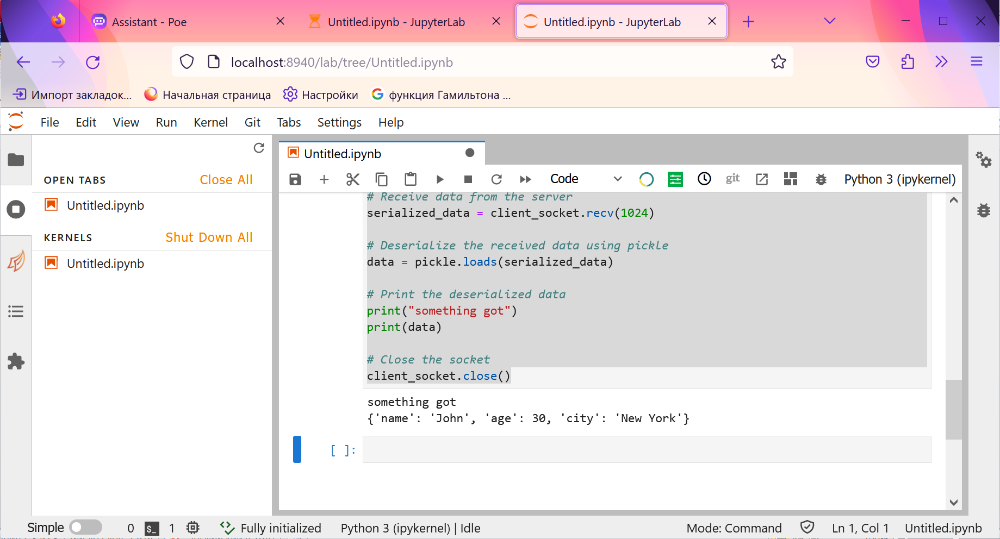 Assistant - Poe
Untitled.ipynb - JupyterLab
Untitled.ipynb - JupyterLab
localhost:8940/lab/tree/Untitled.ipynb
Импорт закладок...
Начальная страница
Настройки
функция Гамильтона ...
File Edit View Run Kernel Git Tabs Settings Help
OPEN TABS
Close All
Untitled.ipynb
KERNELS
Shut Down All
Untitled.ipynb
Untitled.ipynb
Code
git
Python 3 (ipykernel)
# Receive data from the server
serialized_data = client_socket.recv(1024)
# Deserialize the received data using pickle
data = pickle.loads(serialized_data)
# Print the deserialized data
print("something got")
print(data)
# Close the socket
client_socket.close()
something got
{'name': 'John', 'age': 30, 'city': 'New York'}
[ ]:
Simple
0
$_
1
Fully initialized
Python 3 (ipykernel) | Idle
Mode: Command
Ln 1, Col 1
Untitled.ipynb